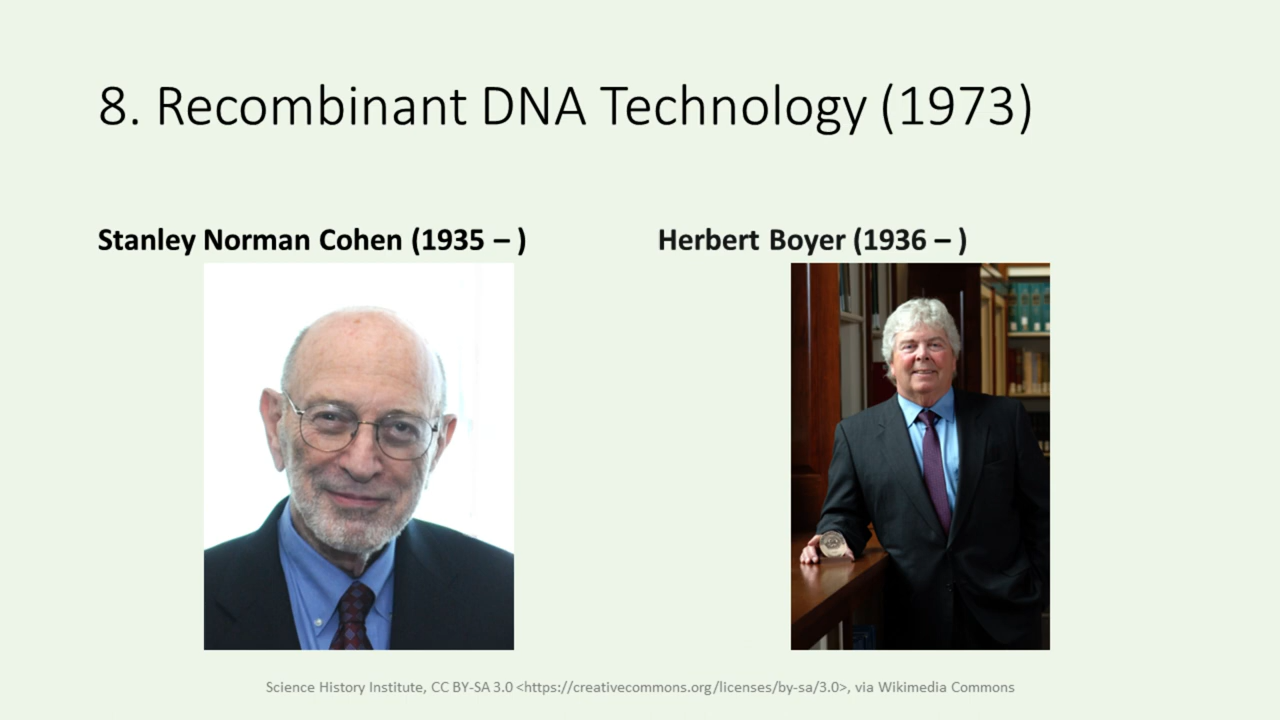 8. Recombinant DNA Technology (1973)
Stanley Norman Cohen (1935 – )
Herbert Boyer (1936 – )
Science History Institute, CC BY-SA 3.0 <https://creativecommons.org/licenses/by-sa/3.0>, via Wikimedia Commons